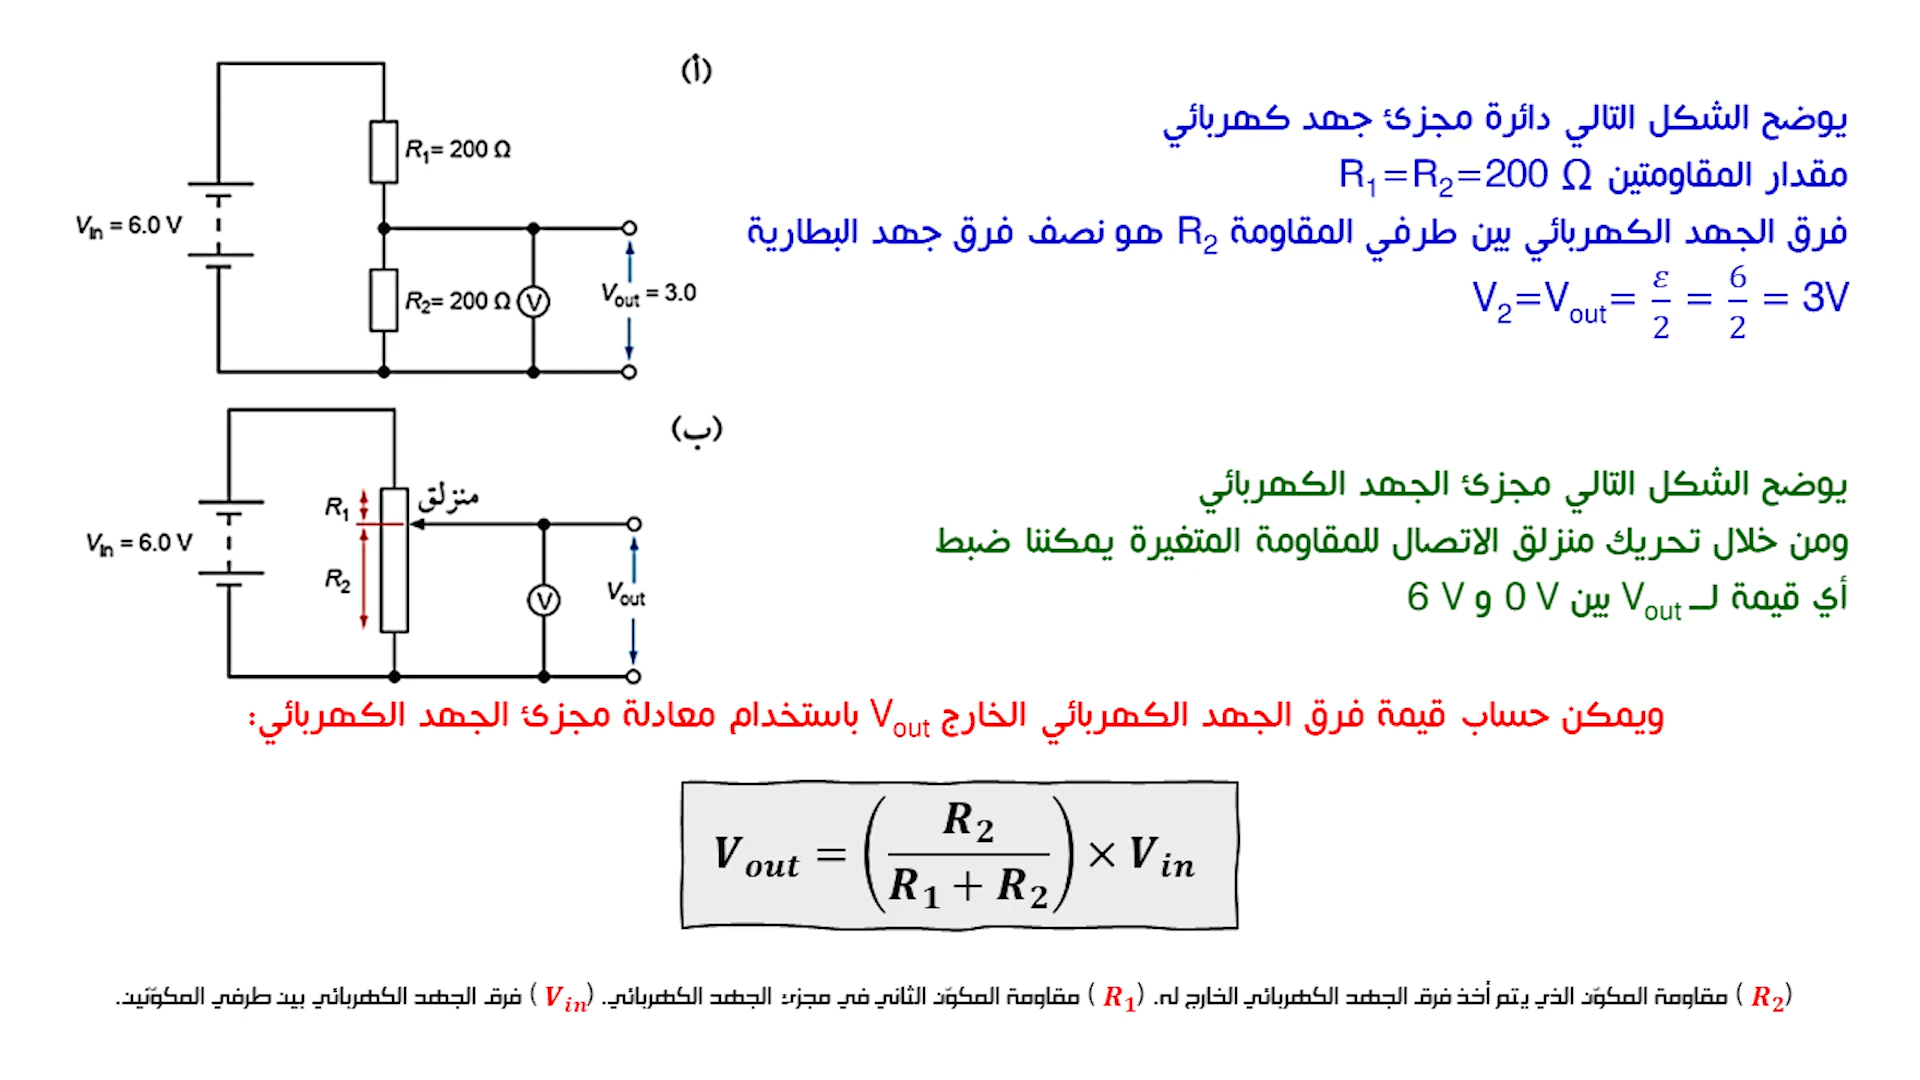 (أ)
R₁= 200 Ω
Vᵢₙ = 6.0 V
R₂= 200 Ω
V
Vₒᵤₜ = 3.0
يوضح الشكل التالي دائرة مجزئ جهد كهربائي
مقدار المقاومتين R₁=R₂=200 Ω
فرق الجهد الكهربائي بين طرفي المقاومة R₂ هو نصف فرق جهد البطارية
V₂=Vₒᵤₜ= ε/2 = 6/2 = 3V
(ب)
منزلق
R₁
Vᵢₙ = 6.0 V
R₂
V
Vₒᵤₜ
يوضح الشكل التالي مجزئ الجهد الكهربائي
ومن خلال تحريك منزلق الاتصال للمقاومة المتغيرة يمكننا ضبط
أي قيمة لــ Vₒᵤₜ بين 0 V و 6 V
ويمكن حساب قيمة فرق الجهد الكهربائي الخارج Vₒᵤₜ باستخدام معادلة مجزئ الجهد الكهربائي:
Vₒᵤₜ = (R₂ / (R₁ + R₂)) × Vᵢₙ
(R₂) مقاومة المكوّن الذي يتم أخذ فرق الجهد الكهربائي الخارج له. (R₁) مقاومة المكوّن الثاني في مجزئ الجهد الكهربائي. (Vᵢₙ) فرق الجهد الكهربائي بين طرفي المكوّنين.